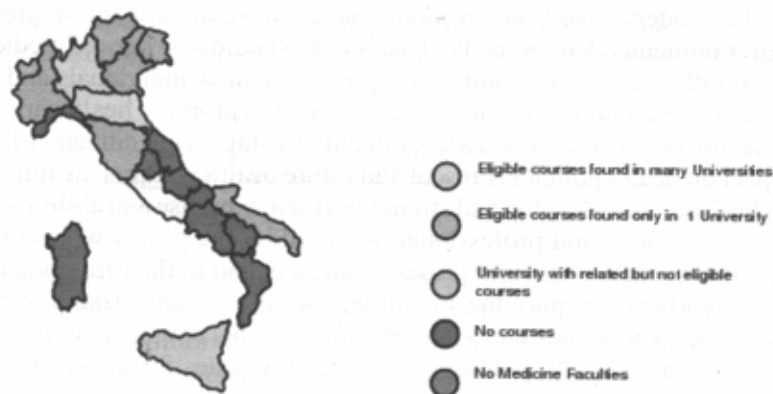 Eligible courses found in many Universities
Eligible courses found only in 1 University
University with related but not eligible
courses
No courses
No Medicine Faculties